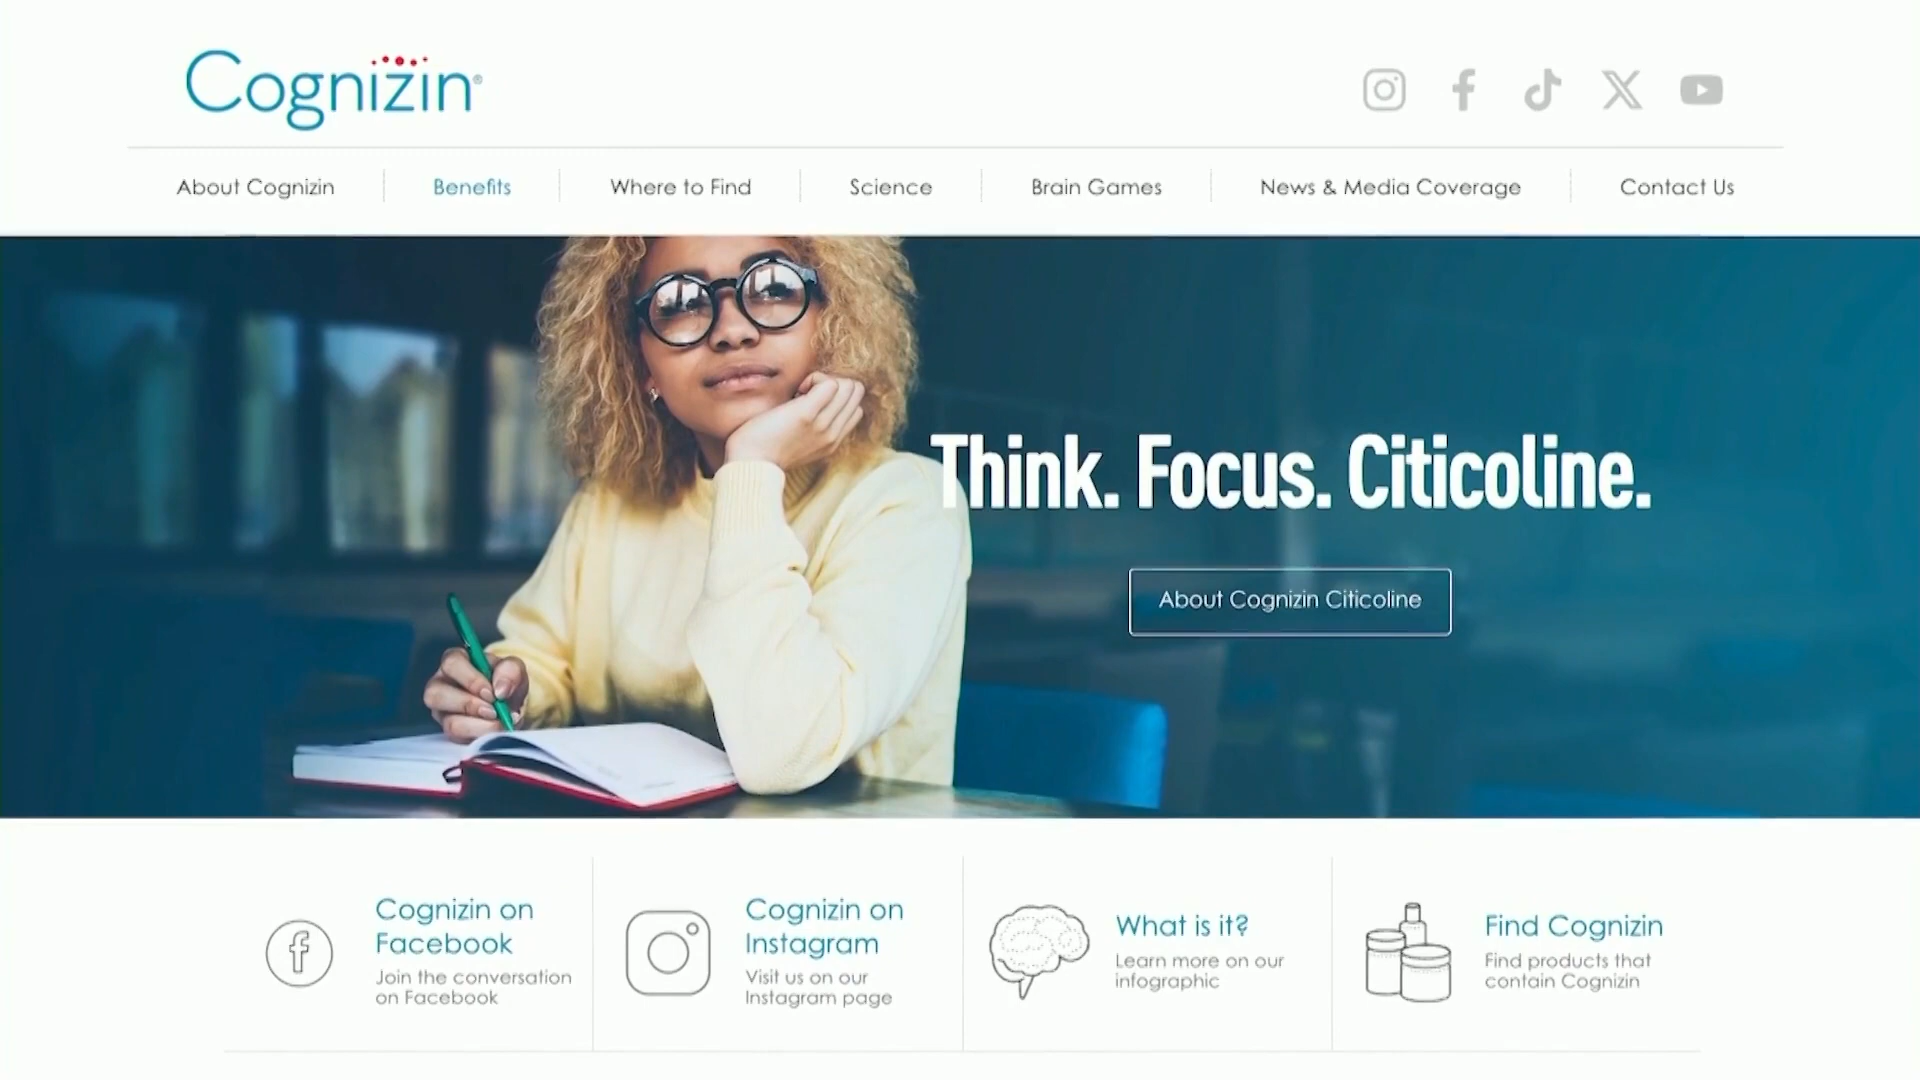 Cognizin®
About Cognizin
Benefits
Where to Find
Science
Brain Games
News & Media Coverage
Contact Us
Think. Focus. Citicoline.
About Cognizin Citicoline
Cognizin on
Facebook
Join the conversation
on Facebook
Cognizin on
Instagram
Visit us on our
Instagram page
What is it?
Learn more on our
infographic
Find Cognizin
Find products that
contain Cognizin